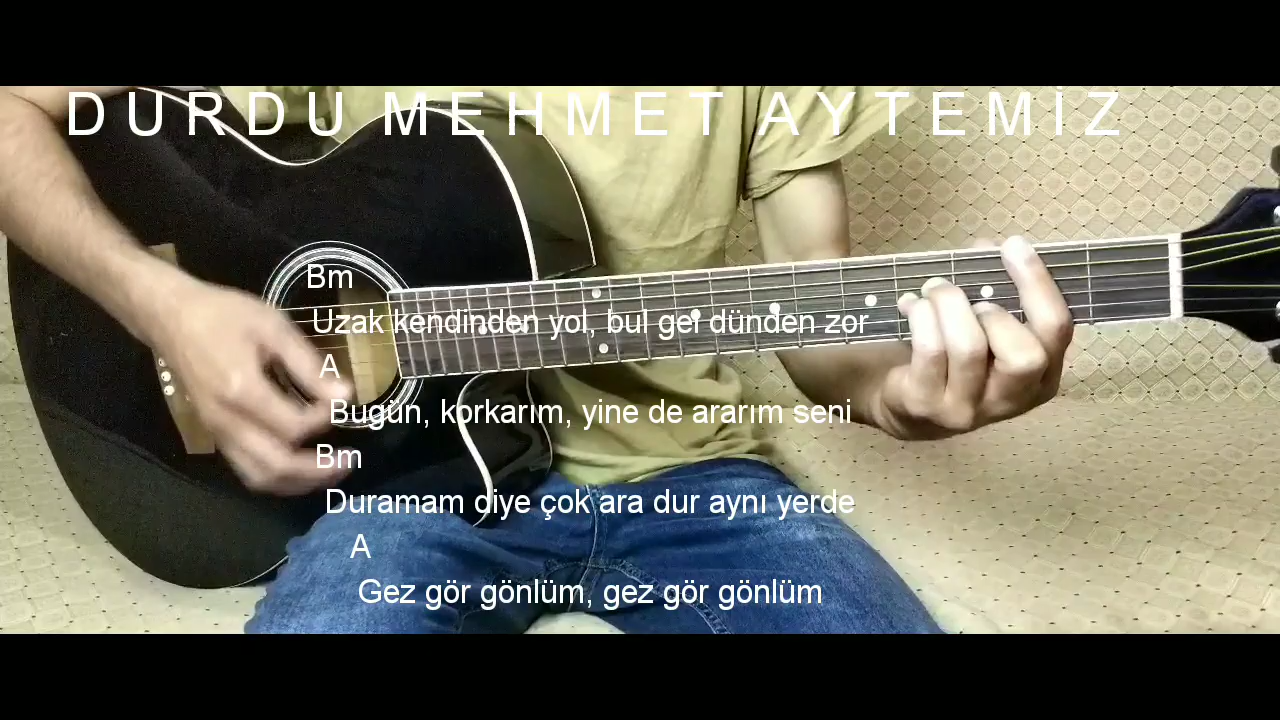 DURDU MEHMET AYTEMİZ
Bm
Uzak kendinden yol, bul gel dünden zor
A
Bugün, korkarım, yine de ararım seni
Bm
Duramam diye çok ara dur aynı yerde
A
Gez gör gönlüm, gez gör gönlüm